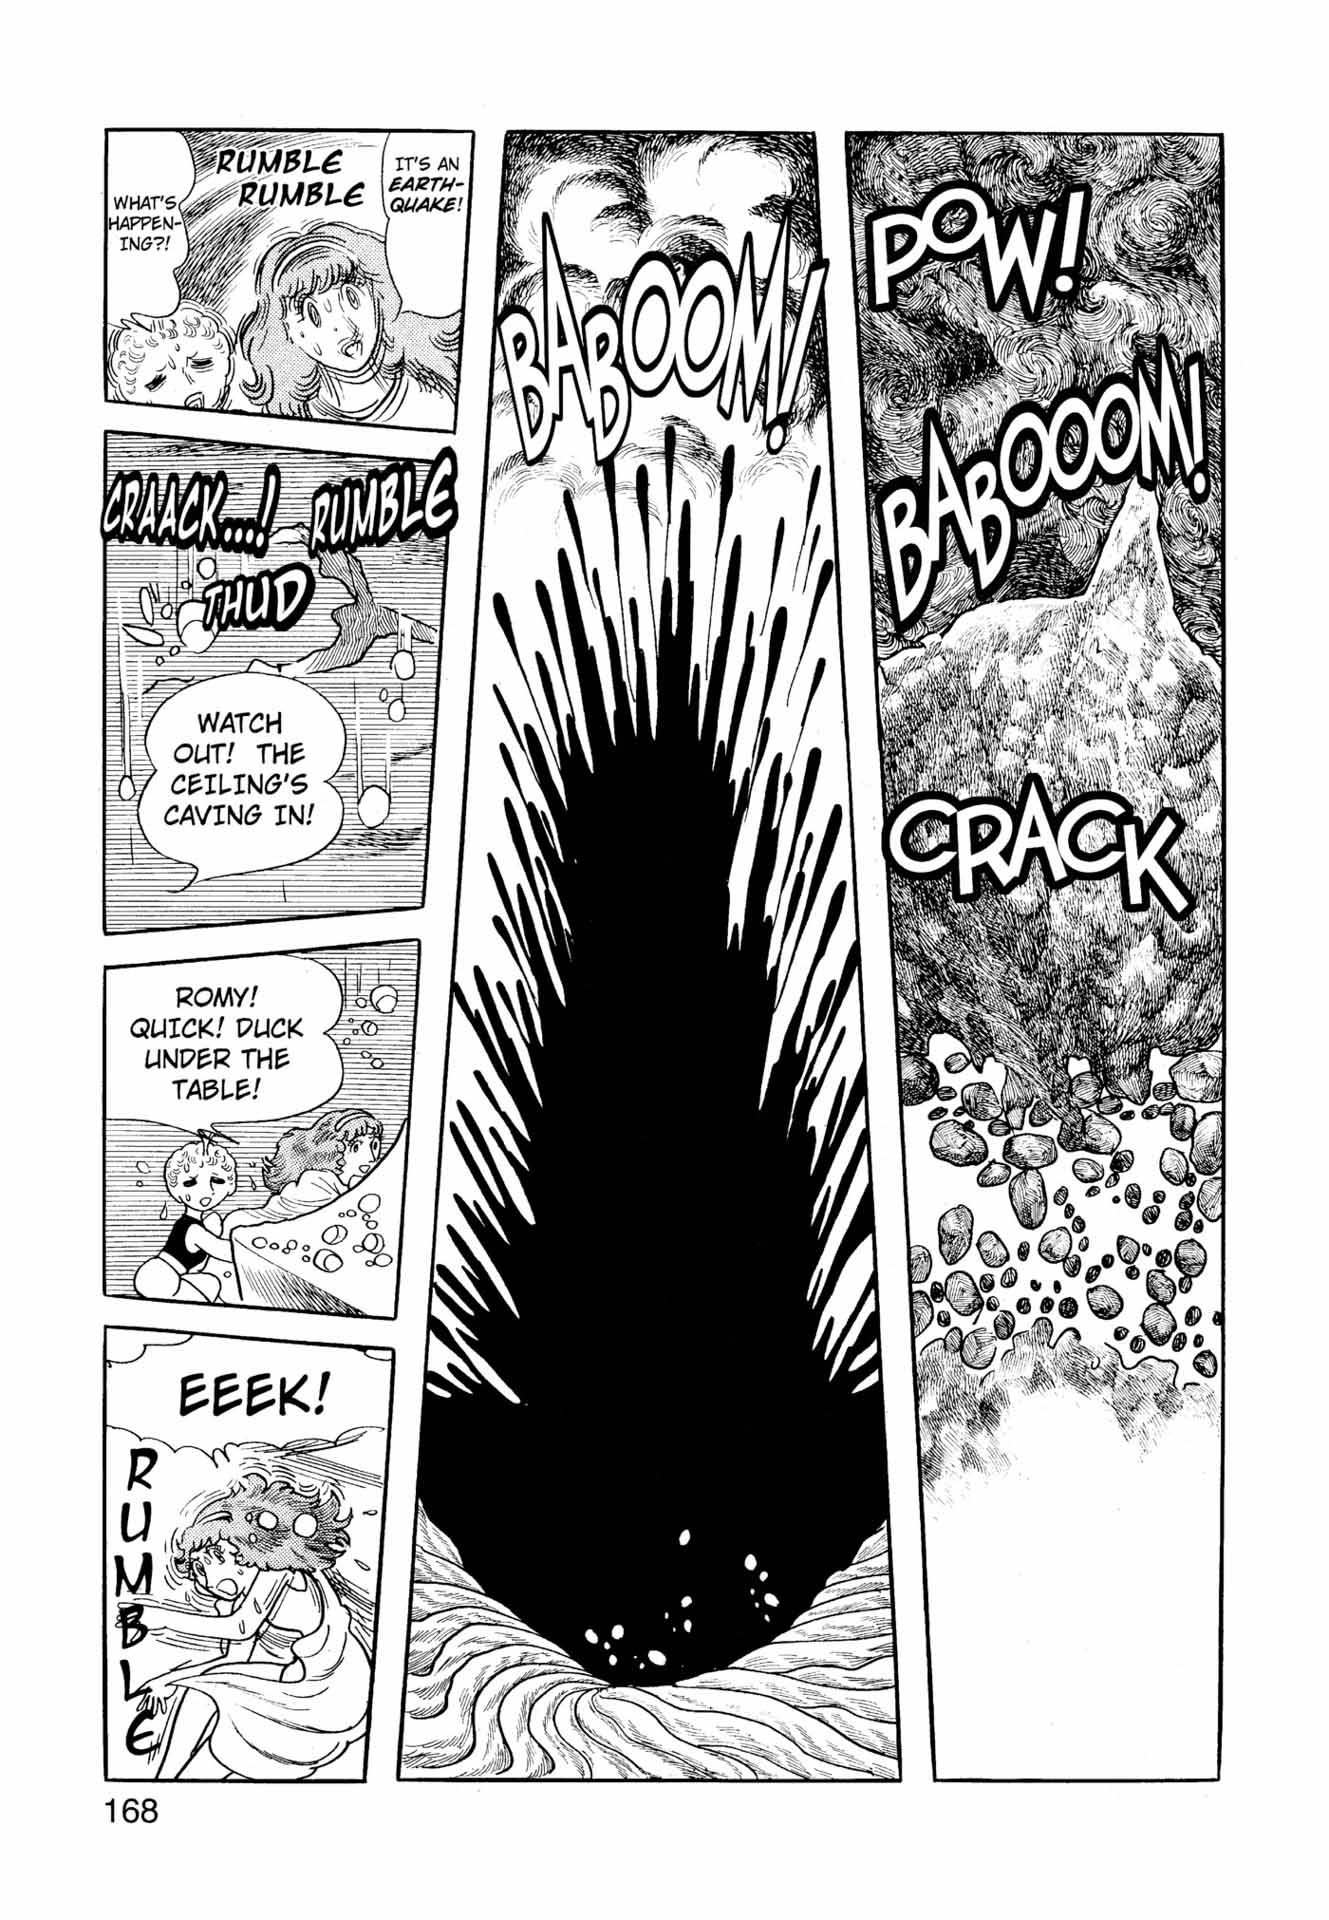 POW!
BABOOOM!
CRACK
BABOOM!
IT'S AN
EARTH-
QUAKE!
RUMBLE
RUMBLE
WHAT'S
HAPPEN-
ING?!
RUMBLE
CRAACK....!
THUD
WATCH
OUT! THE
CEILING'S
CAVING IN!
ROMY!
QUICK! DUCK
UNDER THE
TABLE!
EEEK!
RUMBLE
168